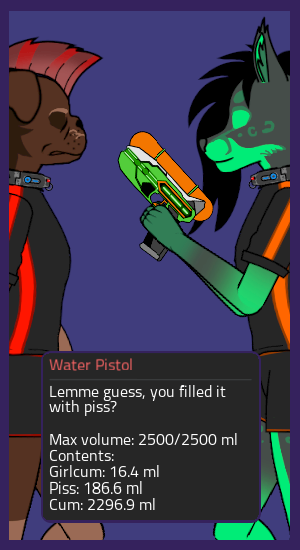 Water Pistol
Lemme guess, you filled it
with piss?
Max volume: 2500/2500 ml
Contents:
Girlcum: 16.4 ml
Piss: 186.6 ml
Cum: 2296.9 ml